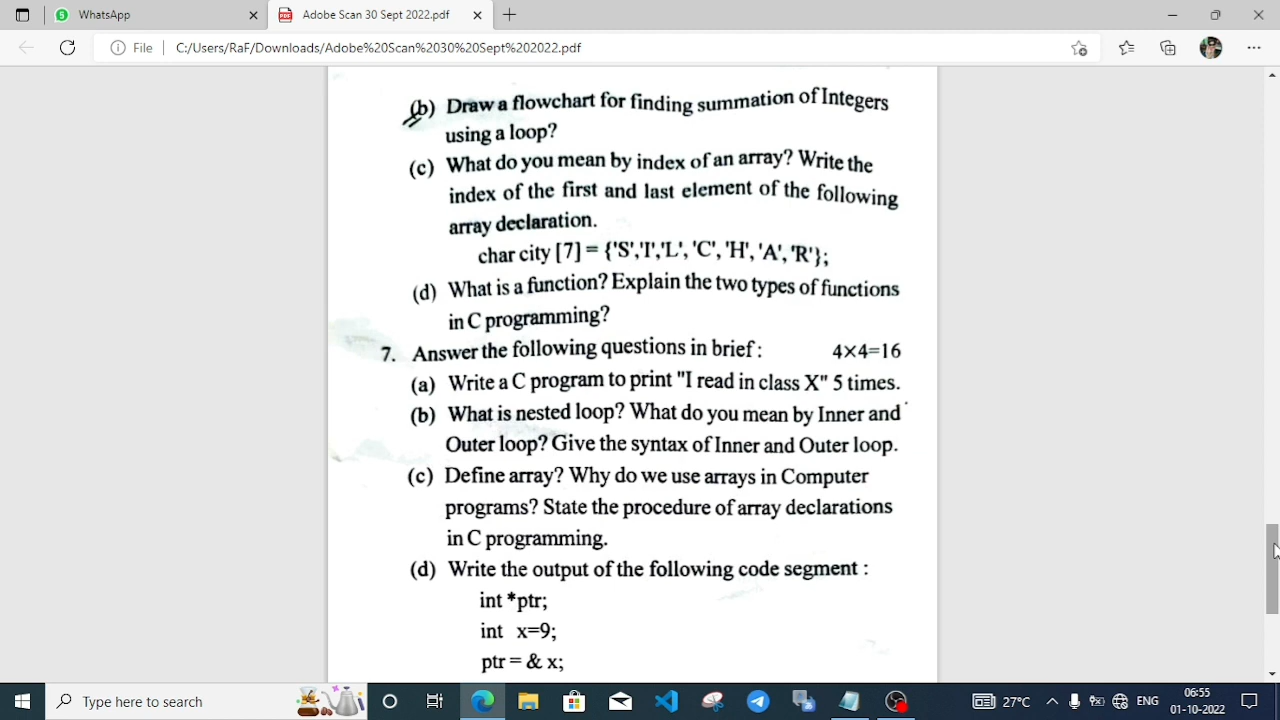 WhatsApp
Adobe Scan 30 Sept 2022.pdf
File
C:/Users/RaF/Downloads/Adobe%20Scan%2030%20Sept%202022.pdf
(b) Draw a flowchart for finding summation of Integers
using a loop?
(c) What do you mean by index of an array? Write the
index of the first and last element of the following
array declaration.
char city [7] = {'S','I','L', 'C', 'H', 'A', 'R'};
(d) What is a function? Explain the two types of functions
in C programming?
7. Answer the following questions in brief : 4×4=16
(a) Write a C program to print "I read in class X" 5 times.
(b) What is nested loop? What do you mean by Inner and
Outer loop? Give the syntax of Inner and Outer loop.
(c) Define array? Why do we use arrays in Computer
programs? State the procedure of array declarations
in C programming.
(d) Write the output of the following code segment :
int *ptr;
int x=9;
ptr = & x;
Type here to search
27°C
ENG
06:55
01-10-2022